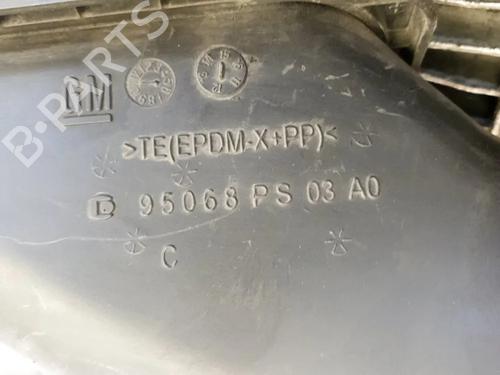 GM
>TE(EPDM-X+PP)<
95068 PS 03 A0
C
B-PARTS